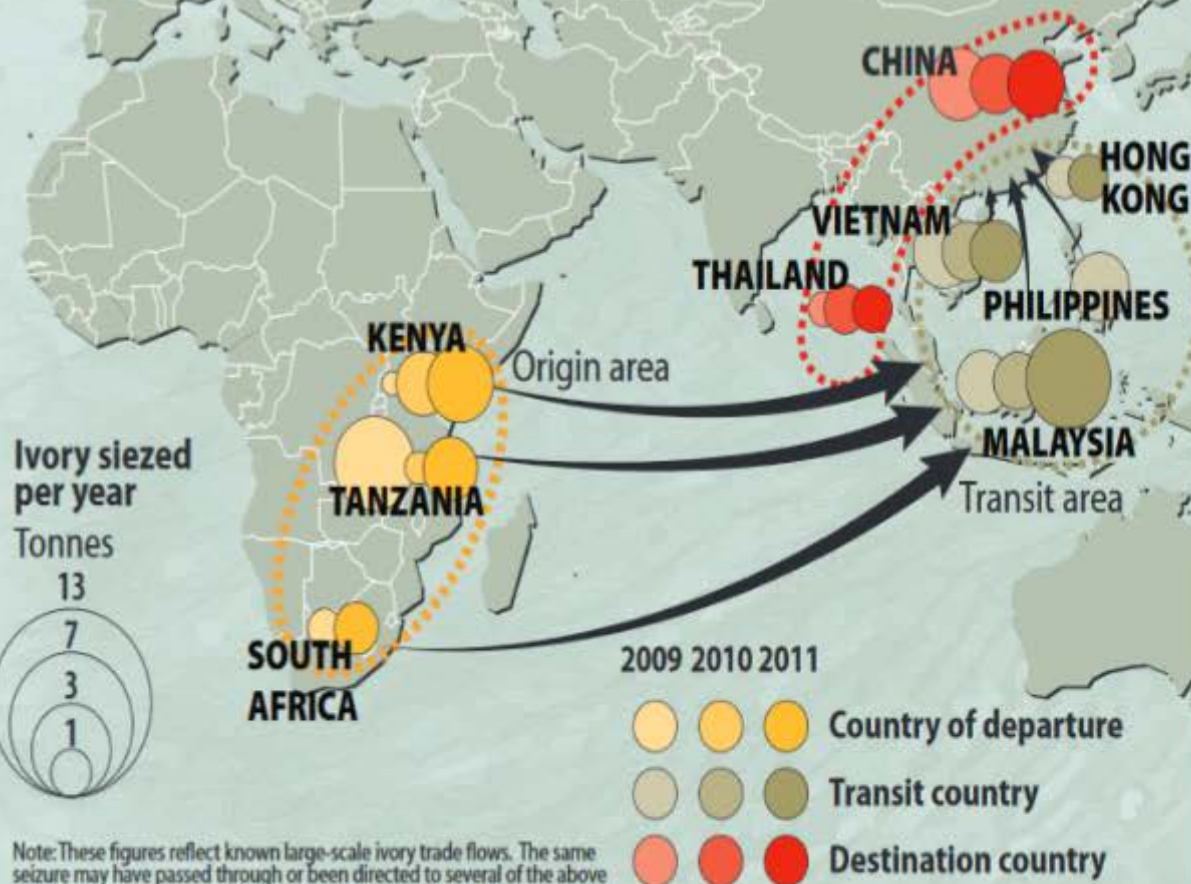 CHINA
HONG
KONG
VIETNAM
THAILAND
PHILIPPINES
KENYA
Origin area
MALAYSIA
TANZANIA
Transit area
Ivory siezed
per year
Tonnes
13
7
3
1
SOUTH
AFRICA
2009 2010 2011
Country of departure
Transit country
Destination country
Note: These figures reflect known large-scale ivory trade flows. The same
seizure may have passed through or been directed to several of the above